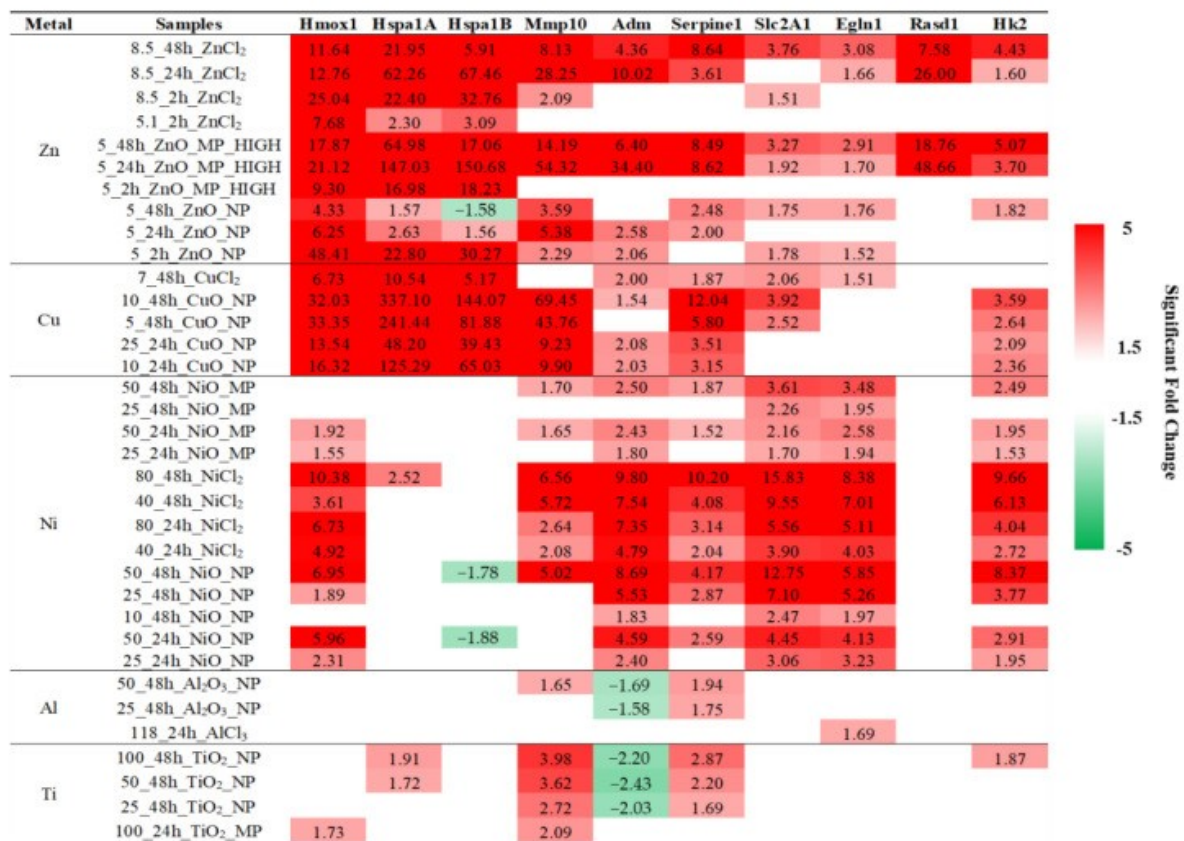 Metal Samples Hmox1 Hspa1A Hspa1B Mmp10 Adm Serpine1 Slc2A1 Egln1 Rasd1 Hk2
8.5_48h_ZnCl₂ 11.64 21.95 5.91 8.13 4.36 8.64 3.76 3.08 7.58 4.43
8.5_24h_ZnCl₂ 12.76 62.26 67.46 28.25 10.02 3.61 1.66 26.00 1.60
8.5_2h_ZnCl₂ 25.04 22.40 32.76 2.09 1.51
5.1_2h_ZnCl₂ 7.68 2.30 3.09
Zn 5_48h_ZnO_MP_HIGH 17.87 64.98 17.06 14.19 6.40 8.49 3.27 2.91 18.76 5.07
5_24h_ZnO_MP_HIGH 21.12 147.03 150.68 54.32 34.40 8.62 1.92 1.70 48.66 3.70
5_2h_ZnO_MP_HIGH 9.30 16.98 18.23
5_48h_ZnO_NP 4.33 1.57 −1.58 3.59 2.48 1.75 1.76 1.82
5_24h_ZnO_NP 6.25 2.63 1.56 5.38 2.58 2.00
5_2h_ZnO_NP 48.41 22.80 30.27 2.29 2.06 1.78 1.52
7_48h_CuCl₂ 6.73 10.54 5.17 2.00 1.87 2.06 1.51
Cu 10_48h_CuO_NP 32.03 337.10 144.07 69.45 1.54 12.04 3.92 3.59
5_48h_CuO_NP 33.35 241.44 81.88 43.76 5.80 2.52 2.64
25_24h_CuO_NP 13.54 48.20 39.43 9.23 2.08 3.51 2.09
10_24h_CuO_NP 16.32 125.29 65.03 9.90 2.03 3.15 2.36
50_48h_NiO_MP 1.70 2.50 1.87 3.61 3.48 2.49
25_48h_NiO_MP 2.26 1.95
50_24h_NiO_MP 1.92 1.65 2.43 1.52 2.16 2.58 1.95
25_24h_NiO_MP 1.55 1.80 1.70 1.94 1.53
80_48h_NiCl₂ 10.38 2.52 6.56 9.80 10.20 15.83 8.38 9.66
40_48h_NiCl₂ 3.61 5.72 7.54 4.08 9.55 7.01 6.13
Ni 80_24h_NiCl₂ 6.73 2.64 7.35 3.14 5.56 5.11 4.04
40_24h_NiCl₂ 4.92 2.08 4.79 2.04 3.90 4.03 2.72
50_48h_NiO_NP 6.95 −1.78 5.02 8.69 4.17 12.75 5.85 8.37
25_48h_NiO_NP 1.89 5.53 2.87 7.10 5.26 3.77
10_48h_NiO_NP 1.83 2.47 1.97
50_24h_NiO_NP 5.96 −1.88 4.59 2.59 4.45 4.13 2.91
25_24h_NiO_NP 2.31 2.40 3.06 3.23 1.95
50_48h_Al₂O₃_NP 1.65 −1.69 1.94
Al 25_48h_Al₂O₃_NP −1.58 1.75
118_24h_AlCl₃ 1.69
100_48h_TiO₂_NP 1.91 3.98 −2.20 2.87 1.87
Ti 50_48h_TiO₂_NP 1.72 3.62 −2.43 2.20
25_48h_TiO₂_NP 2.72 −2.03 1.69
100_24h_TiO₂_MP 1.73 2.09
5
1.5
-1.5
-5
Significant Fold Change